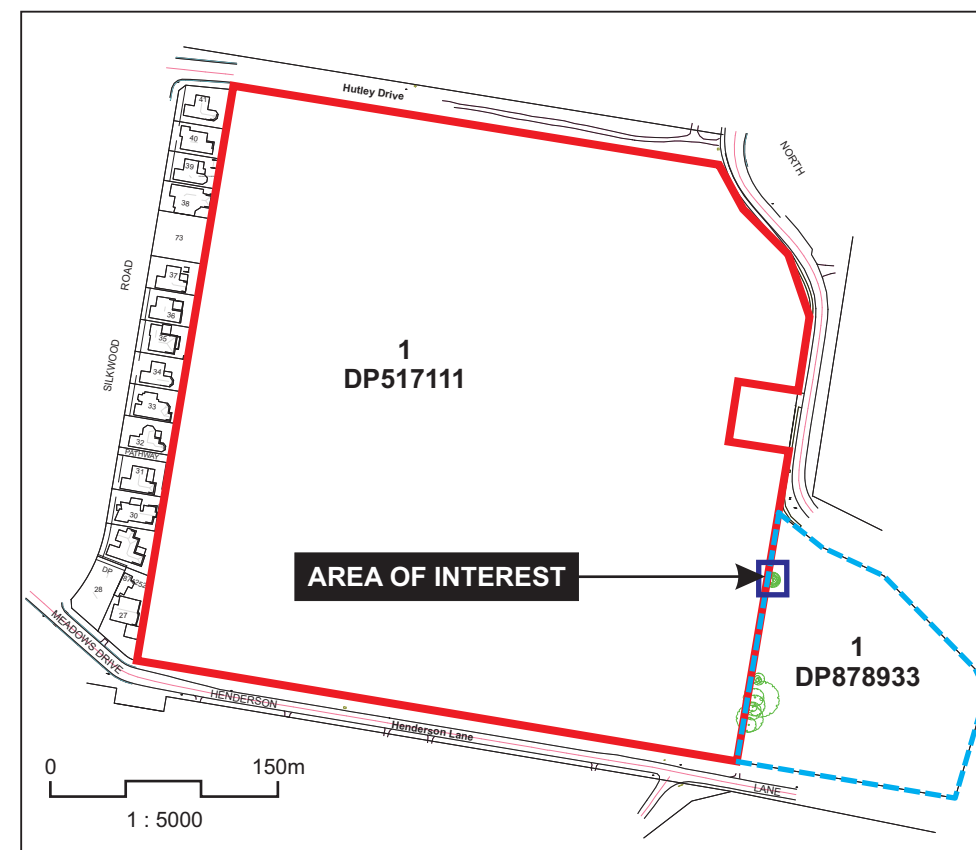 Hutley Drive
NORTH
41
40
39
38
73
37
36
35
34
33
32
PATHWAY
31
30
DP
28
27
ROAD
SILKWOOD
1
DP517111
AREA OF INTEREST
1
DP878933
MEADOWS DRIVE
HENDERSON
Henderson Lane
LANE
0 150m
1 : 5000